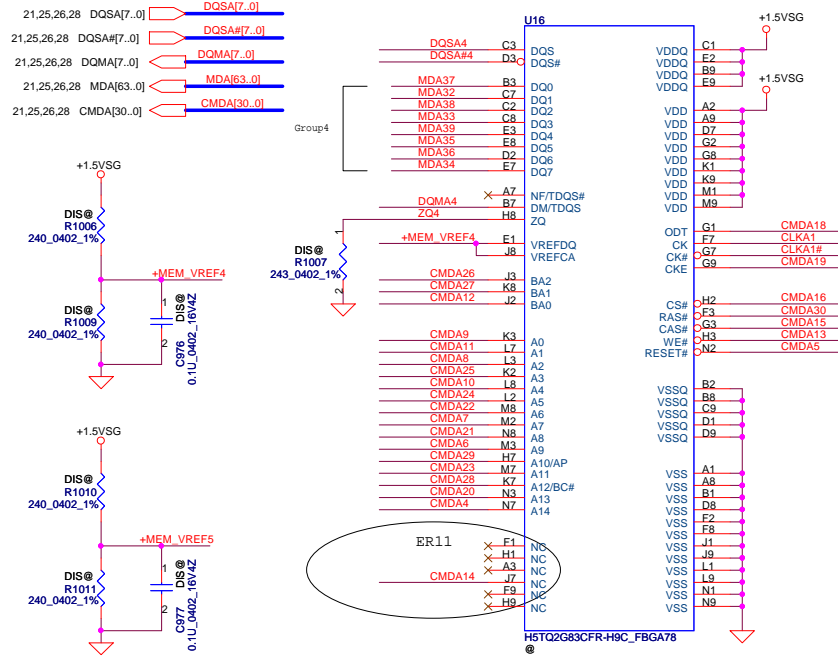 21,25,26,28 DQSA[7..0] DQSA[7..0]
21,25,26,28 DQSA#[7..0] DQSA#[7..0]
21,25,26,28 DQMA[7..0] DQMA[7..0]
21,25,26,28 MDA[63..0] MDA[63..0]
21,25,26,28 CMDA[30..0] CMDA[30..0]
+1.5VSG
DIS@
R1006
240_0402_1%
+MEM_VREF4
DIS@
R1009
240_0402_1%
1
2
DIS@
C976
0.1U_0402_16V4Z
+1.5VSG
DIS@
R1010
240_0402_1%
+MEM_VREF5
DIS@
R1011
240_0402_1%
1
2
DIS@
C977
0.1U_0402_16V4Z
Group4
1
DIS@
R1007
243_0402_1%
2
U16
DQSA4 C3 DQS
DQSA#4 D3 DQS#
MDA37 B3 DQ0
MDA32 C7 DQ1
MDA38 C2 DQ2
MDA33 C8 DQ3
MDA39 E3 DQ4
MDA35 E8 DQ5
MDA36 D2 DQ6
MDA34 E7 DQ7
A7 NF/TDQS#
DQMA4 B7 DM/TDQS
ZQ4 H8 ZQ
+MEM_VREF4 E1 VREFDQ
J8 VREFCA
CMDA26 J3 BA2
CMDA27 K8 BA1
CMDA12 J2 BA0
CMDA9 K3 A0
CMDA11 L7 A1
CMDA8 L3 A2
CMDA25 K2 A3
CMDA10 L8 A4
CMDA24 L2 A5
CMDA22 M8 A6
CMDA7 M2 A7
CMDA21 N8 A8
CMDA6 M3 A9
CMDA29 H7 A10/AP
CMDA23 M7 A11
CMDA28 K7 A12/BC#
CMDA20 N3 A13
CMDA4 N7 A14
ER11
F1 NC
H1 NC
A3 NC
CMDA14 J7 NC
F9 NC
H9 NC
+1.5VSG
VDDQ C1
VDDQ E2
VDDQ B9
VDDQ E9
+1.5VSG
VDD A2
VDD A9
VDD D7
VDD G2
VDD G8
VDD K1
VDD K9
VDD M1
VDD M9
ODT G1 CMDA18
CK F7 CLKA1
CK# G7 CLKA1#
CKE G9 CMDA19
CS# H2 CMDA16
RAS# F3 CMDA30
CAS# G3 CMDA15
WE# H3 CMDA13
RESET# N2 CMDA5
VSSQ B2
VSSQ B8
VSSQ C9
VSSQ D1
VSSQ D9
VSS A1
VSS A8
VSS B1
VSS D8
VSS F2
VSS F8
VSS J1
VSS J9
VSS L1
VSS L9
VSS N1
VSS N9
H5TQ2G83CFR-H9C_FBGA78
@